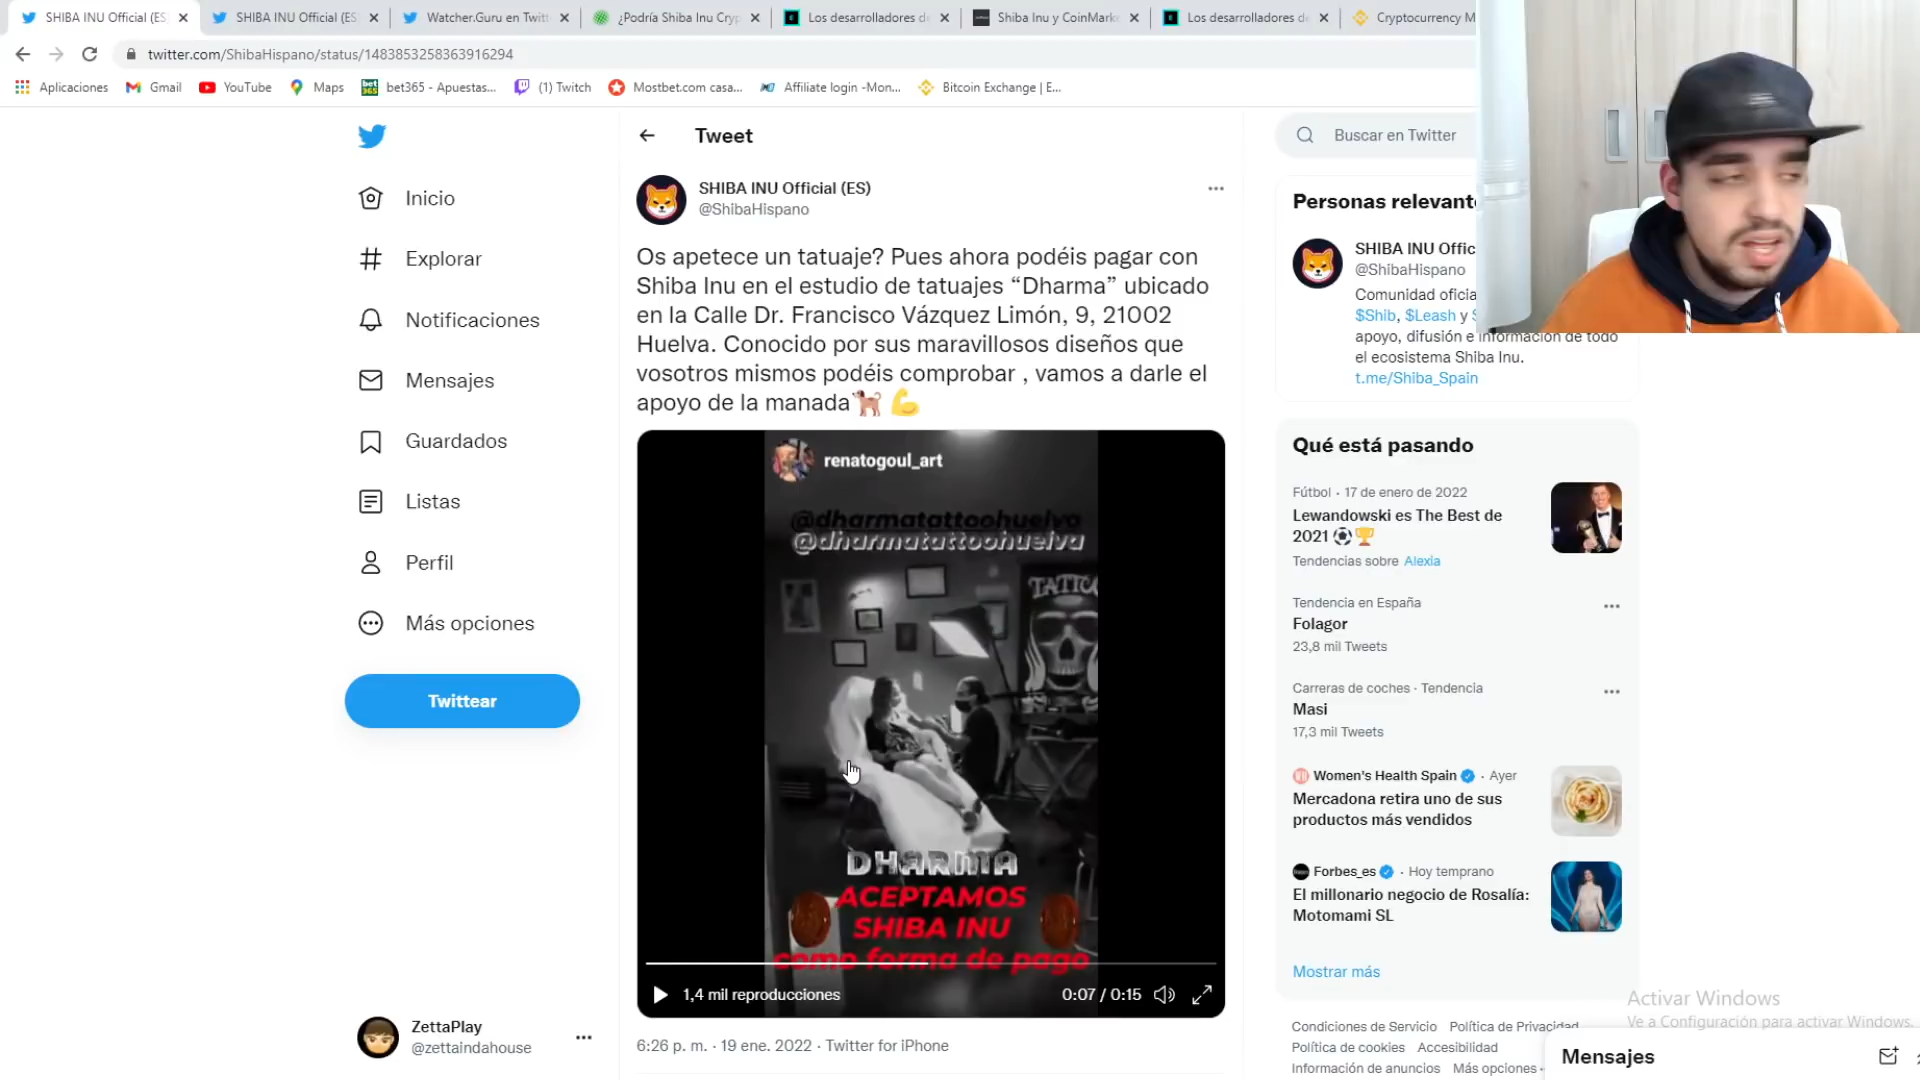 SHIBA INU Official (ES
SHIBA INU Official (ES
Watcher.Guru en Twitt
¿Podría Shiba Inu Cryp
Los desarrolladores d
Shiba Inu y CoinMark
Los desarrolladores de
Cryptocurrency M
twitter.com/ShibaHispano/status/1483853258363916294
Aplicaciones
Gmail
YouTube
Maps
bet365 - Apuestas...
(1) Twitch
Mostbet.com casa...
Affiliate login -Mon...
Bitcoin Exchange | E...
Inicio
Explorar
Notificaciones
Mensajes
Guardados
Listas
Perfil
Más opciones
Twittear
ZettaPlay
@zettaindahouse
Tweet
SHIBA INU Official (ES)
@ShibaHispano
Os apetece un tatuaje? Pues ahora podéis pagar con
Shiba Inu en el estudio de tatuajes “Dharma” ubicado
en la Calle Dr. Francisco Vázquez Limón, 9, 21002
Huelva. Conocido por sus maravillosos diseños que
vosotros mismos podéis comprobar , vamos a darle el
apoyo de la manada🐕 💪
renatogoul_art
@dharmatattoohuelva
@dharmatattoohuelva
TATTO
DHARMA
ACEPTAMOS
SHIBA INU
como forma de pago
1,4 mil reproducciones
0:07 / 0:15
6:26 p. m. · 19 ene. 2022 · Twitter for iPhone
Buscar en Twitter
Personas relevant
SHIBA INU Offic
@ShibaHispano
Comunidad oficia
$Shib, $Leash y
apoyo, difusión e información de todo
el ecosistema Shiba Inu.
t.me/Shiba_Spain
Qué está pasando
Fútbol · 17 de enero de 2022
Lewandowski es The Best de
2021 ⚽🏆
Tendencias sobre Alexia
Tendencia en España
Folagor
23,8 mil Tweets
Carreras de coches · Tendencia
Masi
17,3 mil Tweets
Women's Health Spain · Ayer
Mercadona retira uno de sus
productos más vendidos
Forbes_es · Hoy temprano
El millonario negocio de Rosalía:
Motomami SL
Mostrar más
Condiciones de Servicio Política de Privacidad
Política de cookies Accesibilidad
Información de anuncios Más opciones
Activar Windows
Ve a Configuración para activar Windows.
Mensajes